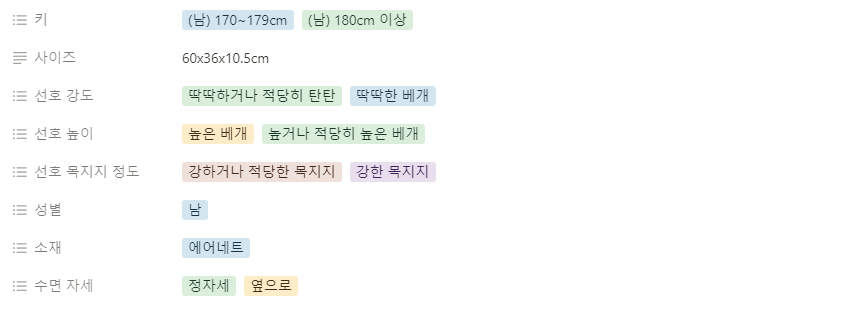 키 (남) 170~179cm (남) 180cm 이상
사이즈 60x36x10.5cm
선호 강도 딱딱하거나 적당히 탄탄 딱딱한 베개
선호 높이 높은 베개 높거나 적당히 높은 베개
선호 목지지 정도 강하거나 적당한 목지지 강한 목지지
성별 남
소재 에어네트
수면 자세 정자세 옆으로